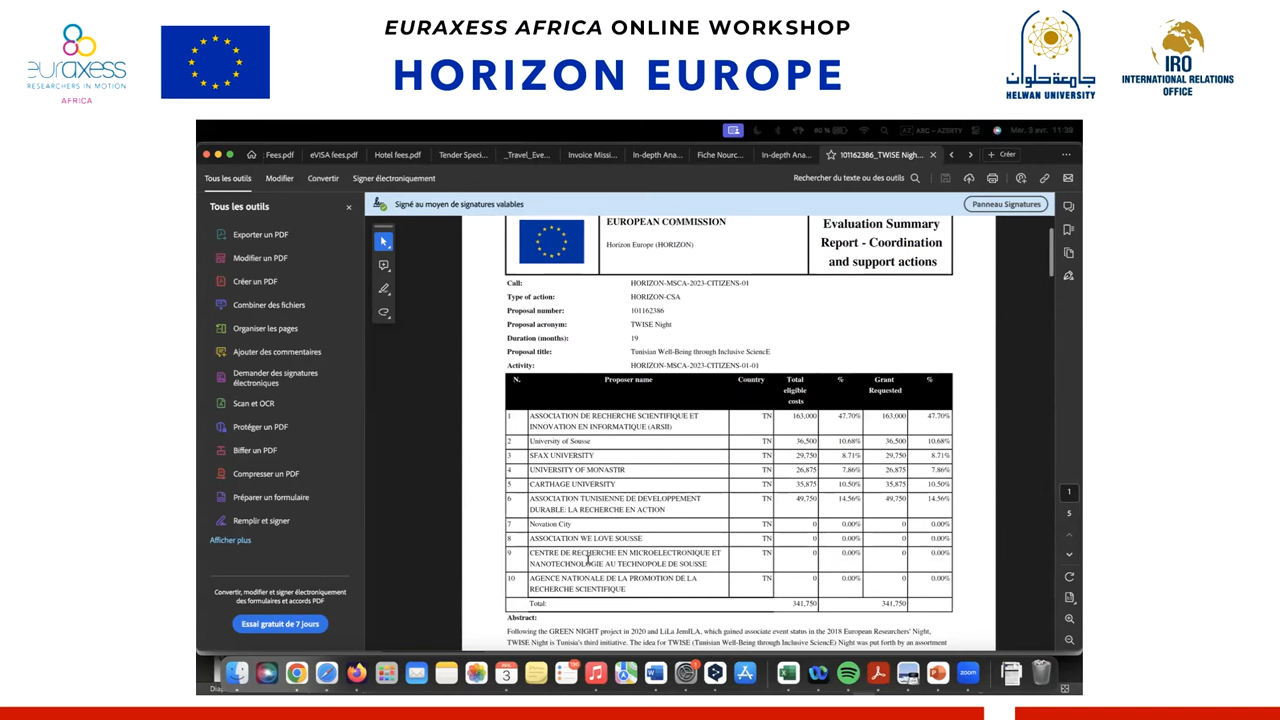 euraxess
RESEARCHERS IN MOTION
AFRICA
EURAXESS AFRICA ONLINE WORKSHOP
HORIZON EUROPE
جامعة حلوان
HELWAN UNIVERSITY
IRO
INTERNATIONAL RELATIONS
OFFICE
80 % AZ ABC – AZERTY Mer. 3 avr. 11:38
Fees.pdf eVISA fees.pdf Hotel fees.pdf Tender Speci... _Travel_Eve... Invoice Missi... In-depth Ana... Fiche Nourc... In-depth Ana... 101162386_TWISE Nigh... Créer
Tous les outils Modifier Convertir Signer électroniquement Rechercher du texte ou des outils
Tous les outils
Signé au moyen de signatures valables Panneau Signatures
Exporter un PDF
Modifier un PDF
Créer un PDF
Combiner des fichiers
Organiser les pages
Ajouter des commentaires
Demander des signatures
électroniques
Scan et OCR
Protéger un PDF
Biffer un PDF
Compresser un PDF
Préparer un formulaire
Remplir et signer
Afficher plus
Convertir, modifier et signer électroniquement
des formulaires et accords PDF
Essai gratuit de 7 jours
EUROPEAN COMMISSION
Horizon Europe (HORIZON)
Evaluation Summary
Report - Coordination
and support actions
Call: HORIZON-MSCA-2023-CITIZENS-01
Type of action: HORIZON-CSA
Proposal number: 101162386
Proposal acronym: TWISE Night
Duration (months): 19
Proposal title: Tunisian Well-Being through Inclusive SciencE
Activity: HORIZON-MSCA-2023-CITIZENS-01-01
N. Proposer name Country Total eligible costs % Grant Requested %
1 ASSOCIATION DE RECHERCHE SCIENTIFIQUE ET TN 163,000 47.70% 163,000 47.70%
INNOVATION EN INFORMATIQUE (ARSII)
2 University of Sousse TN 36,500 10.68% 36,500 10.68%
3 SFAX UNIVERSITY TN 29,750 8.71% 29,750 8.71%
4 UNIVERSITY OF MONASTIR TN 26,875 7.86% 26,875 7.86%
5 CARTHAGE UNIVERSITY TN 35,875 10.50% 35,875 10.50%
6 ASSOCIATION TUNISIENNE DE DEVELOPPEMENT TN 49,750 14.56% 49,750 14.56%
DURABLE: LA RECHERCHE EN ACTION
7 Novation City TN 0 0.00% 0 0.00%
8 ASSOCIATION WE LOVE SOUSSE TN 0 0.00% 0 0.00%
9 CENTRE DE RECHERCHE EN MICROELECTRONIQUE ET TN 0 0.00% 0 0.00%
NANOTECHNOLOGIE AU TECHNOPOLE DE SOUSSE
10 AGENCE NATIONALE DE LA PROMOTION DE LA TN 0 0.00% 0 0.00%
RECHERCHE SCIENTIFIQUE
Total: 341,750 341,750
Abstract:
Following the GREEN NIGHT project in 2020 and LiLa JemILA, which gained associate event status in the 2018 European Researchers' Night,
TWISE Night is Tunisia's third initiative. The idea for TWISE (Tunisian Well-Being through Inclusive SciencE) Night was put forth by an assortment
1
5
3
zoom